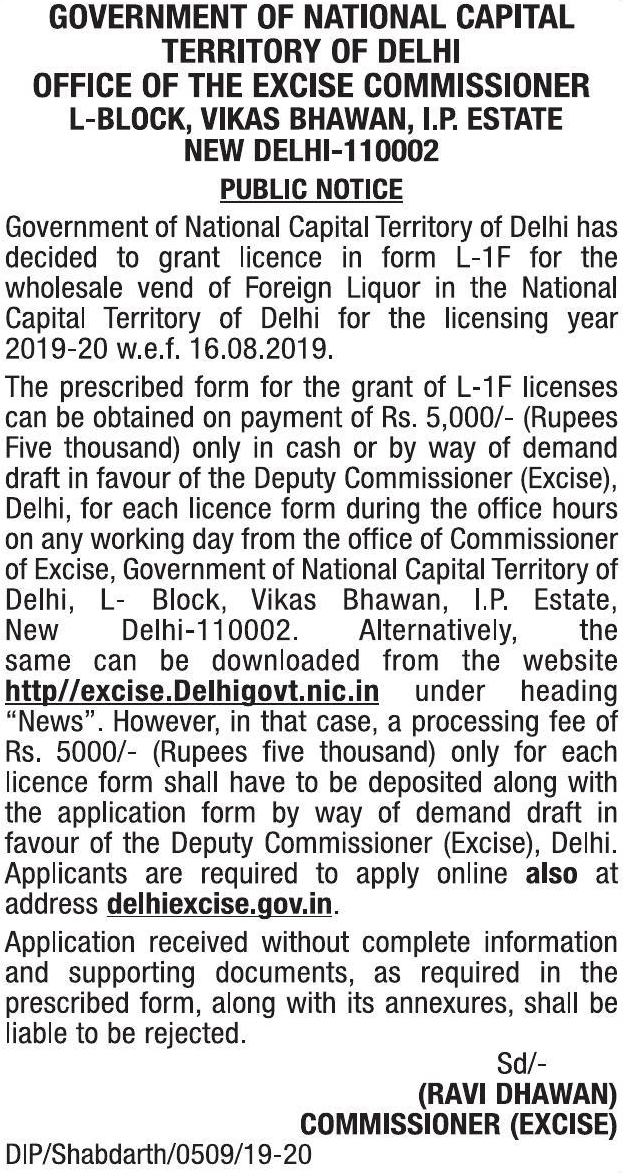 GOVERNMENT OF NATIONAL CAPITAL
TERRITORY OF DELHI
OFFICE OF THE EXCISE COMMISSIONER
L-BLOCK, VIKAS BHAWAN, I.P. ESTATE
NEW DELHI-110002
PUBLIC NOTICE
Government of National Capital Territory of Delhi has
decided to grant licence in form L-1F for the
wholesale vend of Foreign Liquor in the National
Capital Territory of Delhi for the licensing year
2019-20 w.e.f. 16.08.2019.
The prescribed form for the grant of L-1F licenses
can be obtained on payment of Rs. 5,000/- (Rupees
Five thousand) only in cash or by way of demand
draft in favour of the Deputy Commissioner (Excise),
Delhi, for each licence form during the office hours
on any working day from the office of Commissioner
of Excise, Government of National Capital Territory of
Delhi, L- Block, Vikas Bhawan, I.P. Estate,
New Delhi-110002. Alternatively, the
same can be downloaded from the website
http//excise.Delhigovt.nic.in under heading
“News”. However, in that case, a processing fee of
Rs. 5000/- (Rupees five thousand) only for each
licence form shall have to be deposited along with
the application form by way of demand draft in
favour of the Deputy Commissioner (Excise), Delhi.
Applicants are required to apply online also at
address delhiexcise.gov.in.
Application received without complete information
and supporting documents, as required in the
prescribed form, along with its annexures, shall be
liable to be rejected.
Sd/-
(RAVI DHAWAN)
COMMISSIONER (EXCISE)
DIP/Shabdarth/0509/19-20